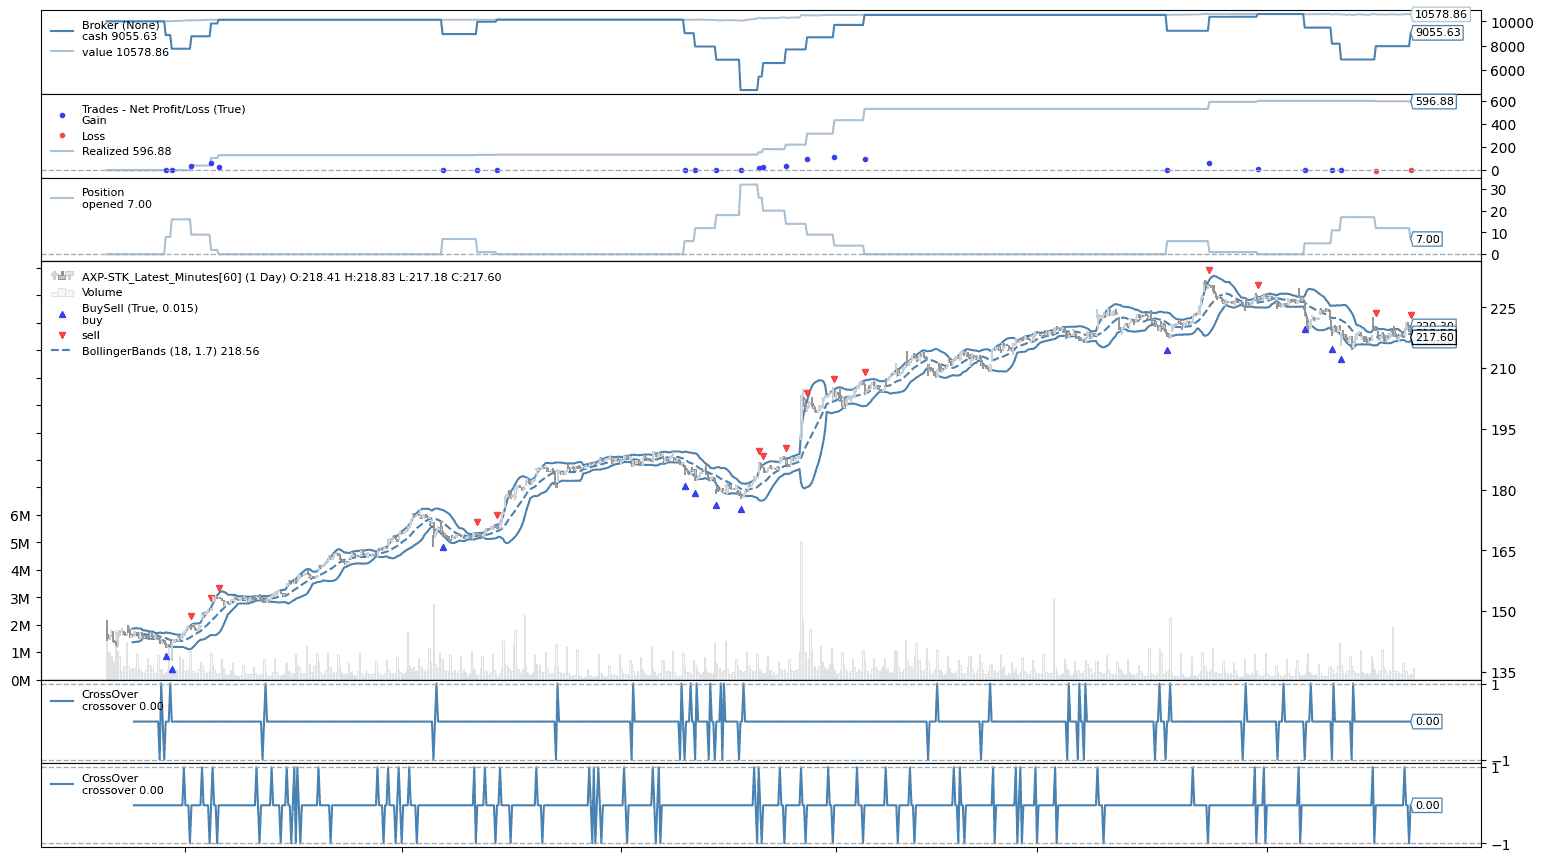 Broker (None)
cash 9055.63
value 10578.86
10578.86
10000
9055.63
8000
6000
Trades - Net Profit/Loss (True)
Gain
Loss
Realized 596.88
600
596.88
400
200
0
Position
opened 7.00
30
20
10
7.00
0
AXP-STK_Latest_Minutes[60] (1 Day) O:218.41 H:218.83 L:217.18 C:217.60
Volume
BuySell (True, 0.015)
buy
sell
BollingerBands (18, 1.7) 218.56
225
217.60
210
195
180
165
150
135
6M
5M
4M
3M
2M
1M
0M
CrossOver
crossover 0.00
1
0.00
−1
CrossOver
crossover 0.00
1
0.00
−1